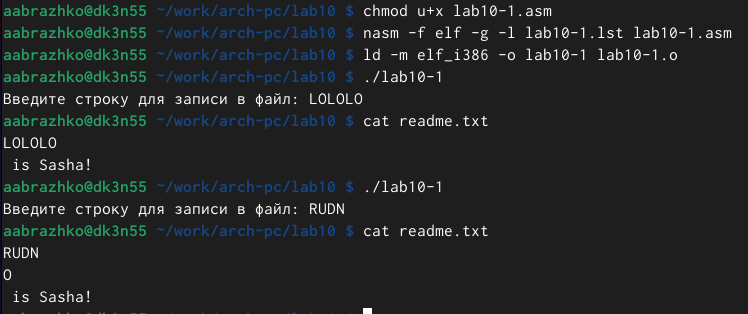 aabrazhko@dk3n55 ~/work/arch-pc/lab10 $ chmod u+x lab10-1.asm
aabrazhko@dk3n55 ~/work/arch-pc/lab10 $ nasm -f elf -g -l lab10-1.lst lab10-1.asm
aabrazhko@dk3n55 ~/work/arch-pc/lab10 $ ld -m elf_i386 -o lab10-1 lab10-1.o
aabrazhko@dk3n55 ~/work/arch-pc/lab10 $ ./lab10-1
Введите строку для записи в файл: LOLOLO
aabrazhko@dk3n55 ~/work/arch-pc/lab10 $ cat readme.txt
LOLOLO
 is Sasha!
aabrazhko@dk3n55 ~/work/arch-pc/lab10 $ ./lab10-1
Введите строку для записи в файл: RUDN
aabrazhko@dk3n55 ~/work/arch-pc/lab10 $ cat readme.txt
RUDN
O
 is Sasha!